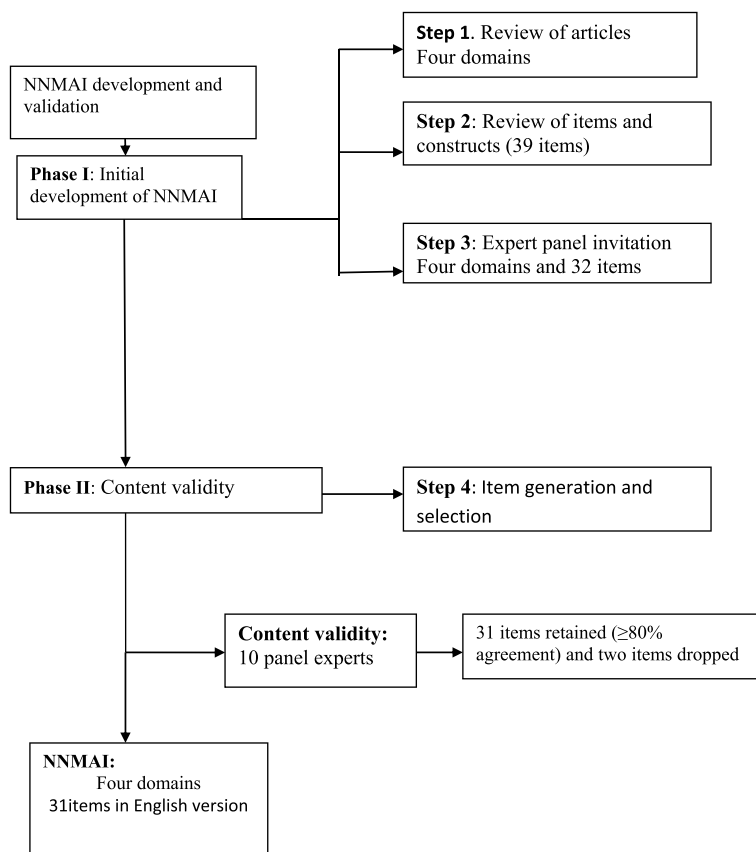 Step 1. Review of articles
Four domains
NNMAI development and
validation
Step 2: Review of items and
constructs (39 items)
Phase I: Initial
development of NNMAI
Step 3: Expert panel invitation
Four domains and 32 items
Phase II: Content validity
Step 4: Item generation and
selection
Content validity:
10 panel experts
31 items retained (≥80%
agreement) and two items dropped
NNMAI:
Four domains
31items in English version